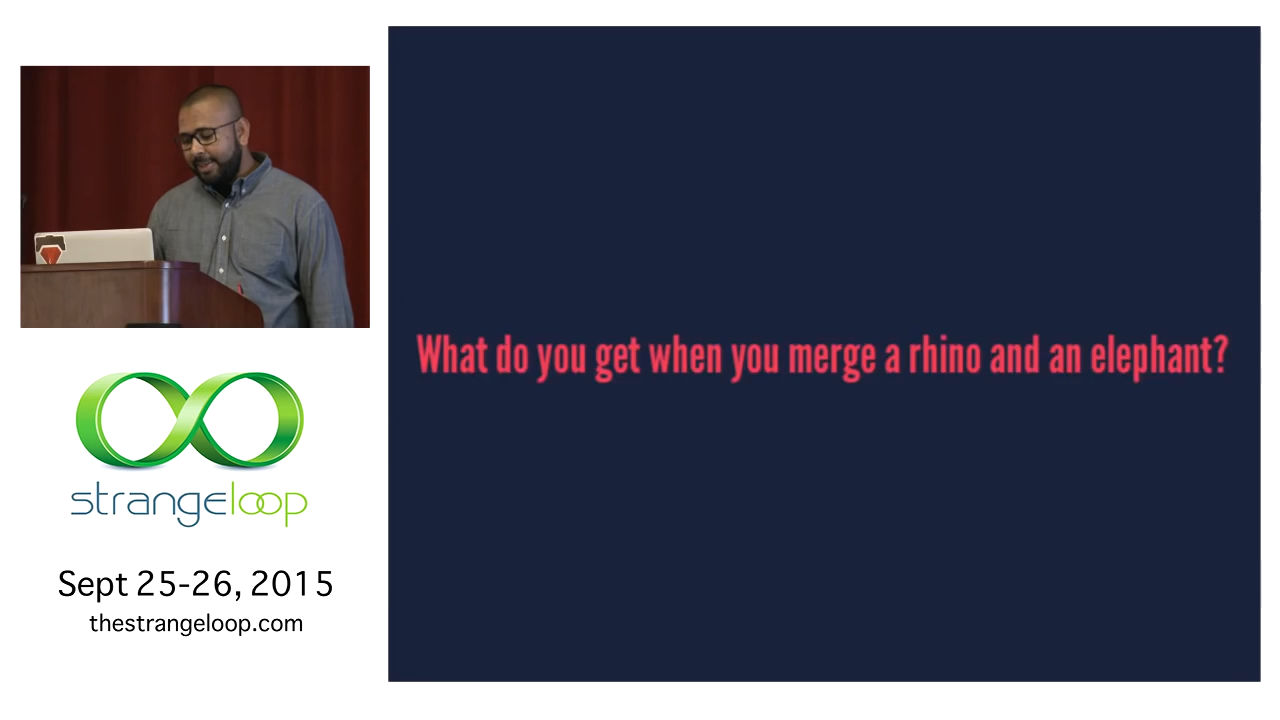 What do you get when you merge a rhino and an elephant?
strangeloop
Sept 25-26, 2015
thestrangeloop.com